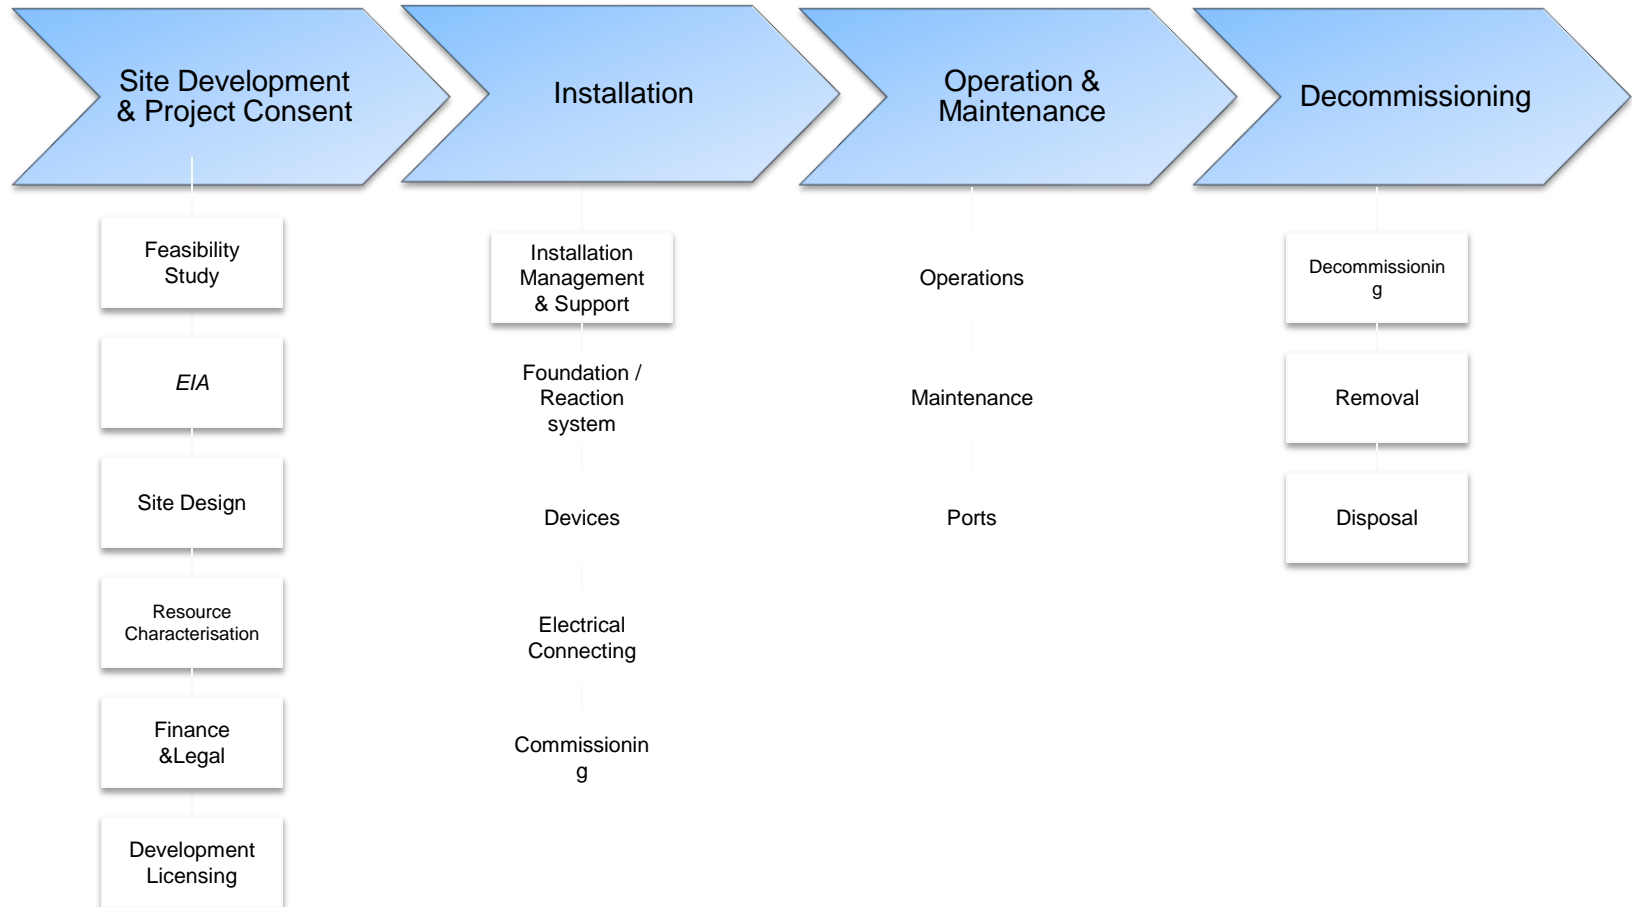 Site Development
& Project Consent
Installation
Operation &
Maintenance
Decommissioning
Feasibility
Study
EIA
Site Design
Resource
Characterisation
Finance
&Legal
Development
Licensing
Installation
Management
& Support
Foundation /
Reaction
system
Devices
Electrical
Connecting
Commissionin
g
Operations
Maintenance
Ports
Decommissionin
g
Removal
Disposal